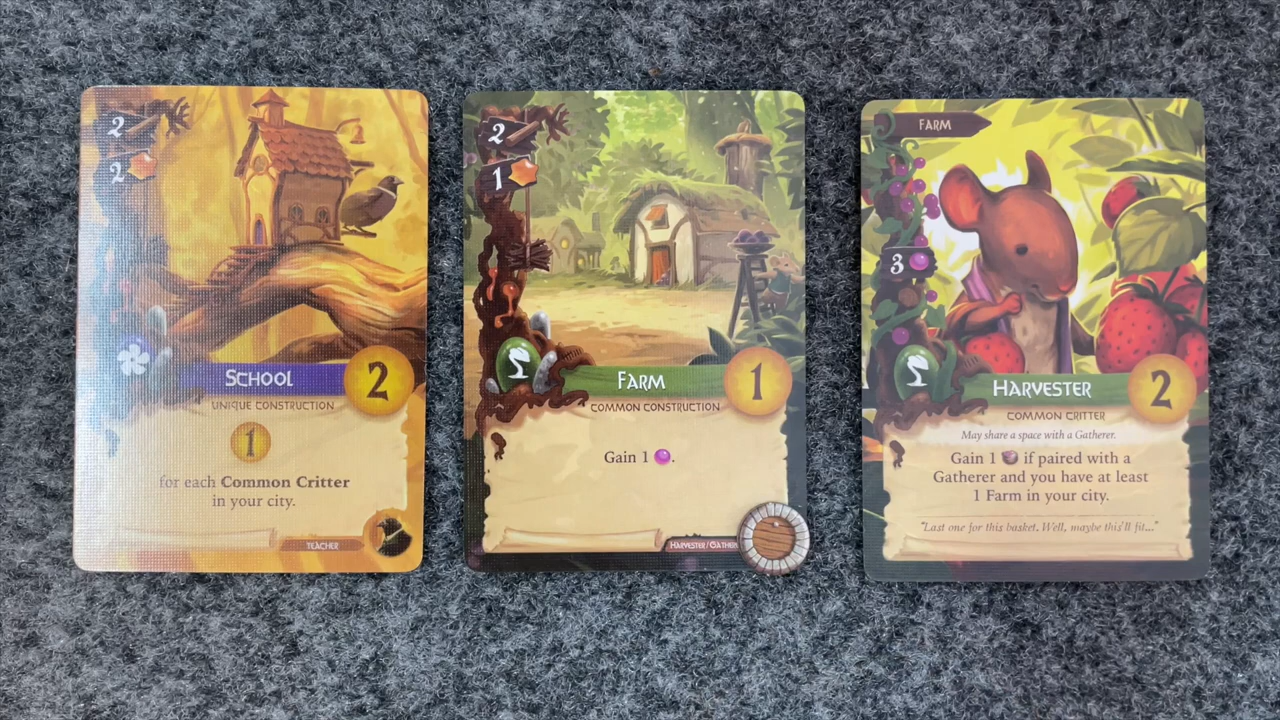 2
2
SCHOOL
2
UNIQUE CONSTRUCTION
1
for each Common Critter
in your city.
TEACHER
2
1
FARM
1
COMMON CONSTRUCTION
Gain 1 .
HARVESTER/
FARM
3
HARVESTER
2
COMMON CRITTER
May share a space with a Gatherer.
Gain 1 if paired with a
Gatherer and you have at least
1 Farm in your city.
"Last one for this basket. Well, maybe this'll fit..."